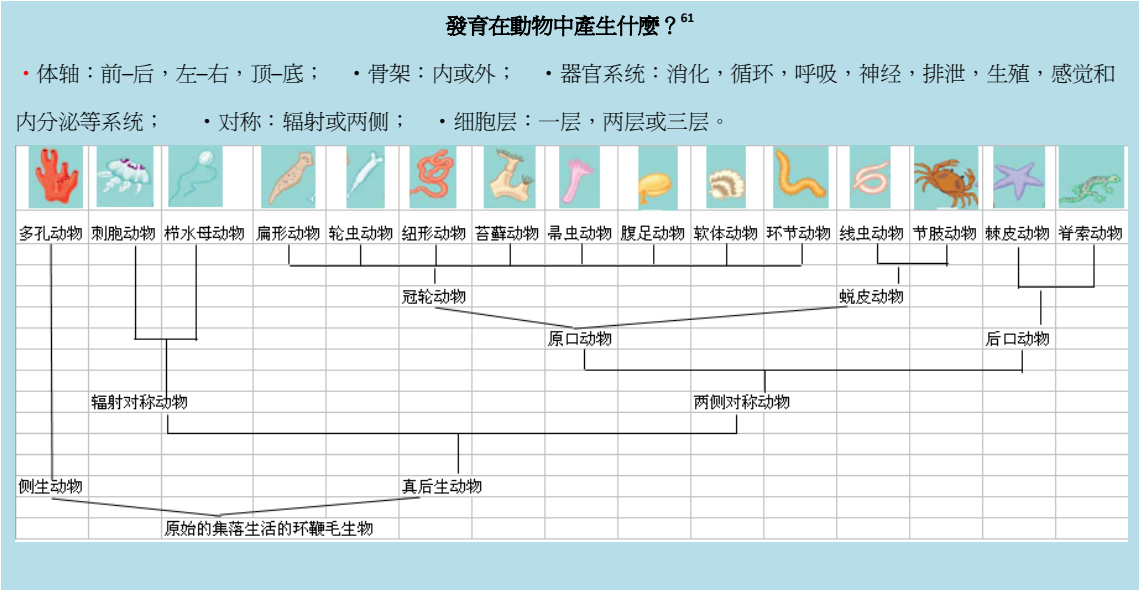 發育在動物中產生什麼？61
•体轴：前–后，左–右，顶–底； •骨架：内或外； •器官系统：消化，循环，呼吸，神经，排泄，生殖，感觉和
内分泌等系统； •对称：辐射或两侧； •细胞层：一层，两层或三层。
多孔动物 刺胞动物 栉水母动物 扁形动物 轮虫动物 纽形动物 苔藓动物 帚虫动物 腹足动物 软体动物 环节动物 线虫动物 节肢动物 棘皮动物 脊索动物
冠轮动物 蜕皮动物
原口动物 后口动物
辐射对称动物 两侧对称动物
侧生动物 真后生动物
原始的集落生活的环鞭毛生物